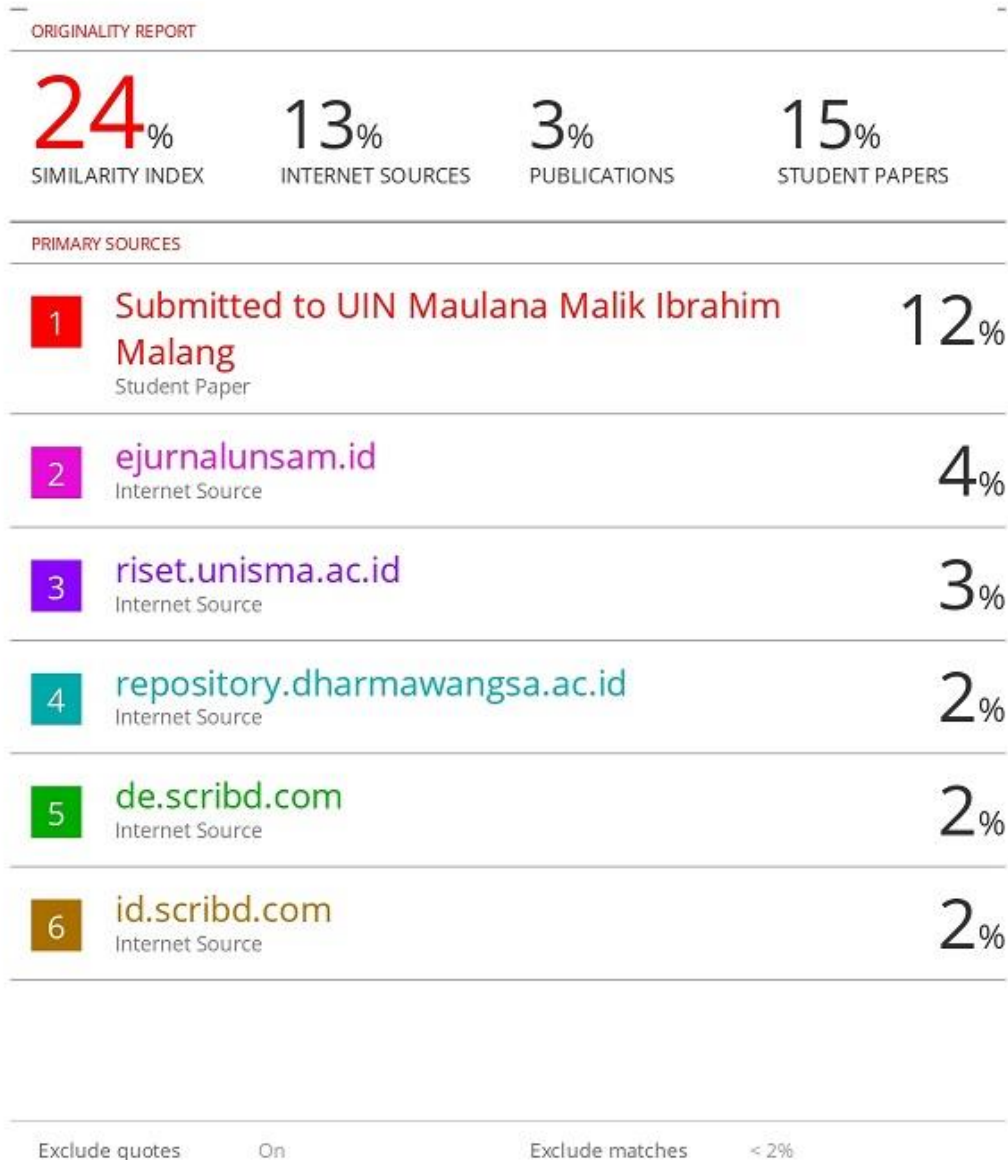 ORIGINALITY REPORT
24% 13% 3% 15%
SIMILARITY INDEX INTERNET SOURCES PUBLICATIONS STUDENT PAPERS
PRIMARY SOURCES
1 Submitted to UIN Maulana Malik Ibrahim 12%
Malang
Student Paper
2 ejurnalunsam.id 4%
Internet Source
3 riset.unisma.ac.id 3%
Internet Source
4 repository.dharmawangsa.ac.id 2%
Internet Source
5 de.scribd.com 2%
Internet Source
6 id.scribd.com 2%
Internet Source
Exclude quotes On Exclude matches < 2%